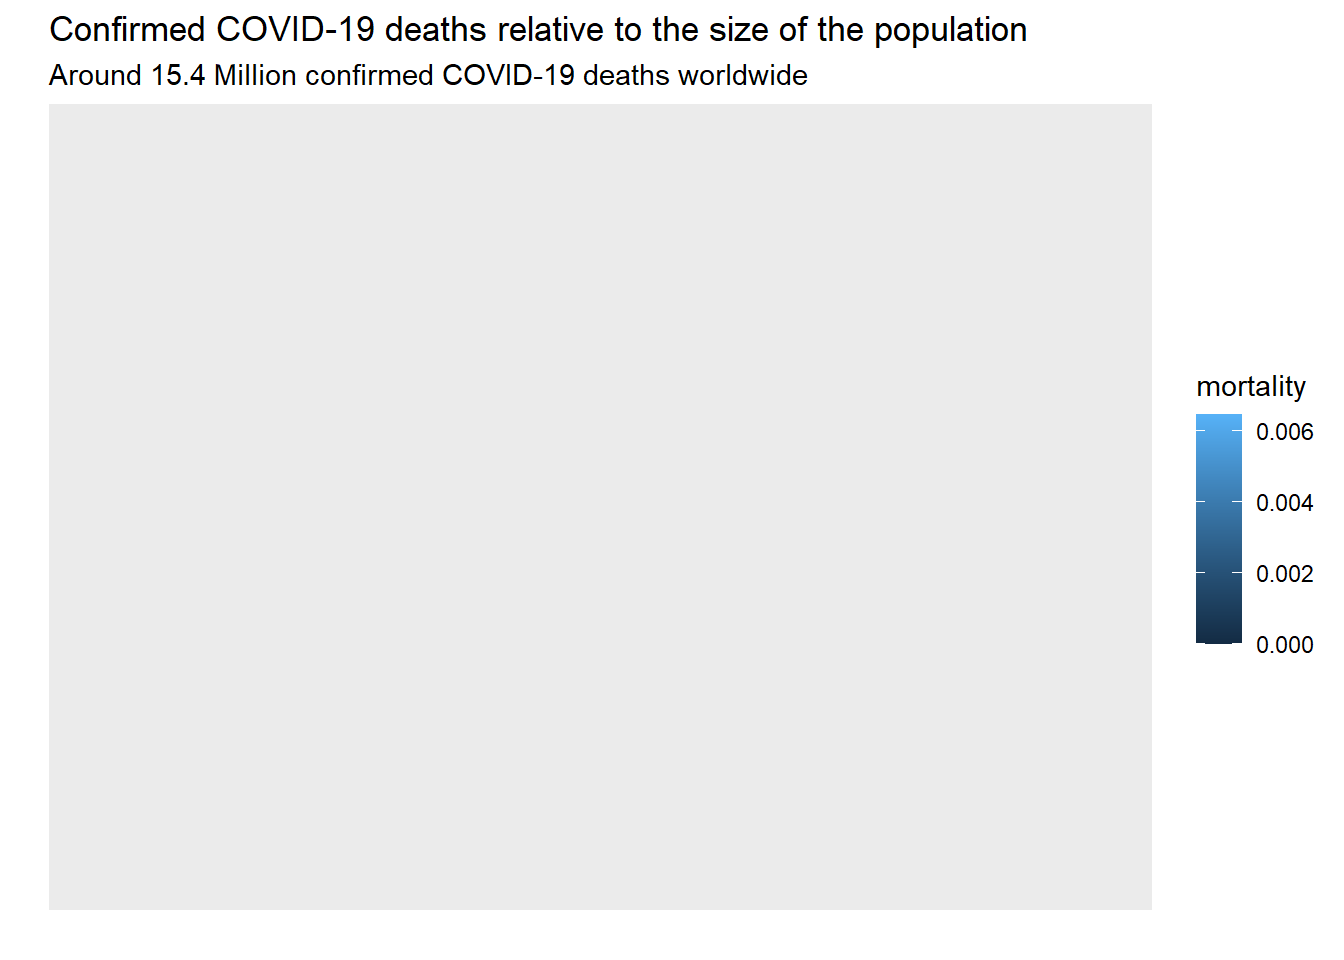 Confirmed COVID-19 deaths relative to the size of the population
Around 15.4 Million confirmed COVID-19 deaths worldwide
mortality
0.006
0.004
0.002
0.000